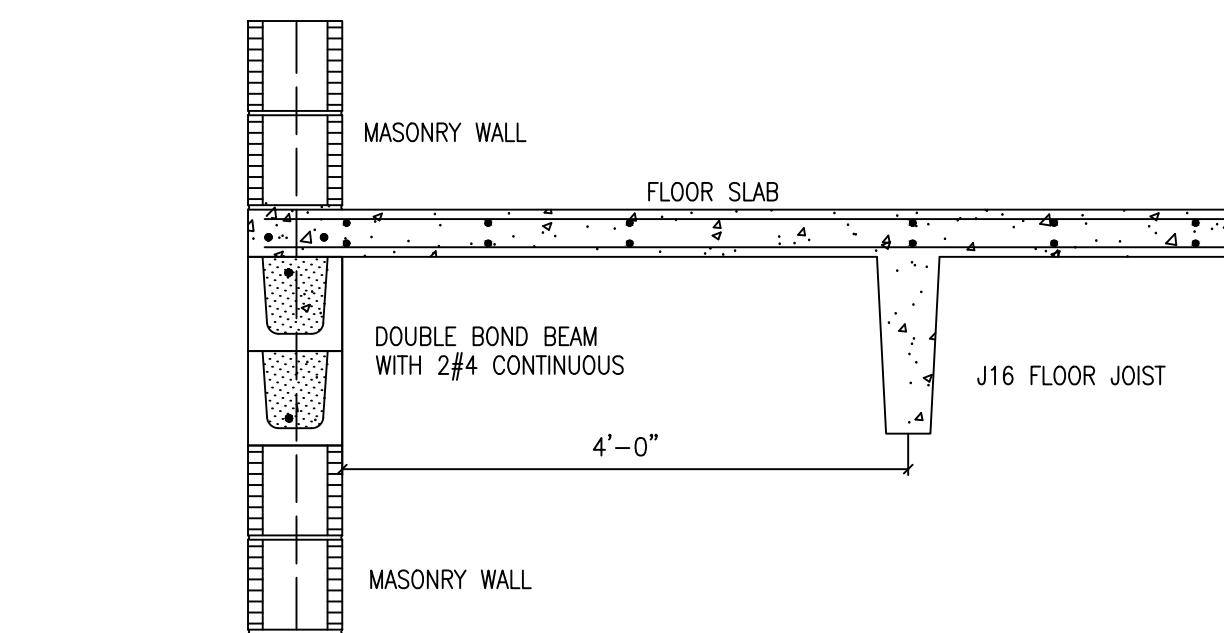 MASONRY WALL
FLOOR SLAB
DOUBLE BOND BEAM
WITH 2#4 CONTINUOUS
J16 FLOOR JOIST
4'-0"
MASONRY WALL